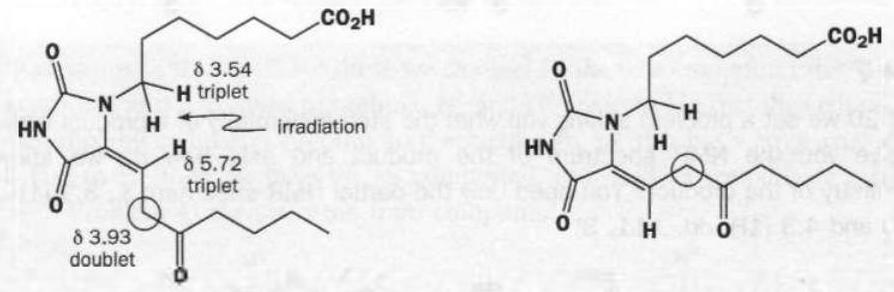 CO₂H
O
δ 3.54
H triplet
N
H
irradiation
HN
δ 5.72
triplet
O
δ 3.93
doublet
O
CO₂H
O
N
H
HN
O
H
O